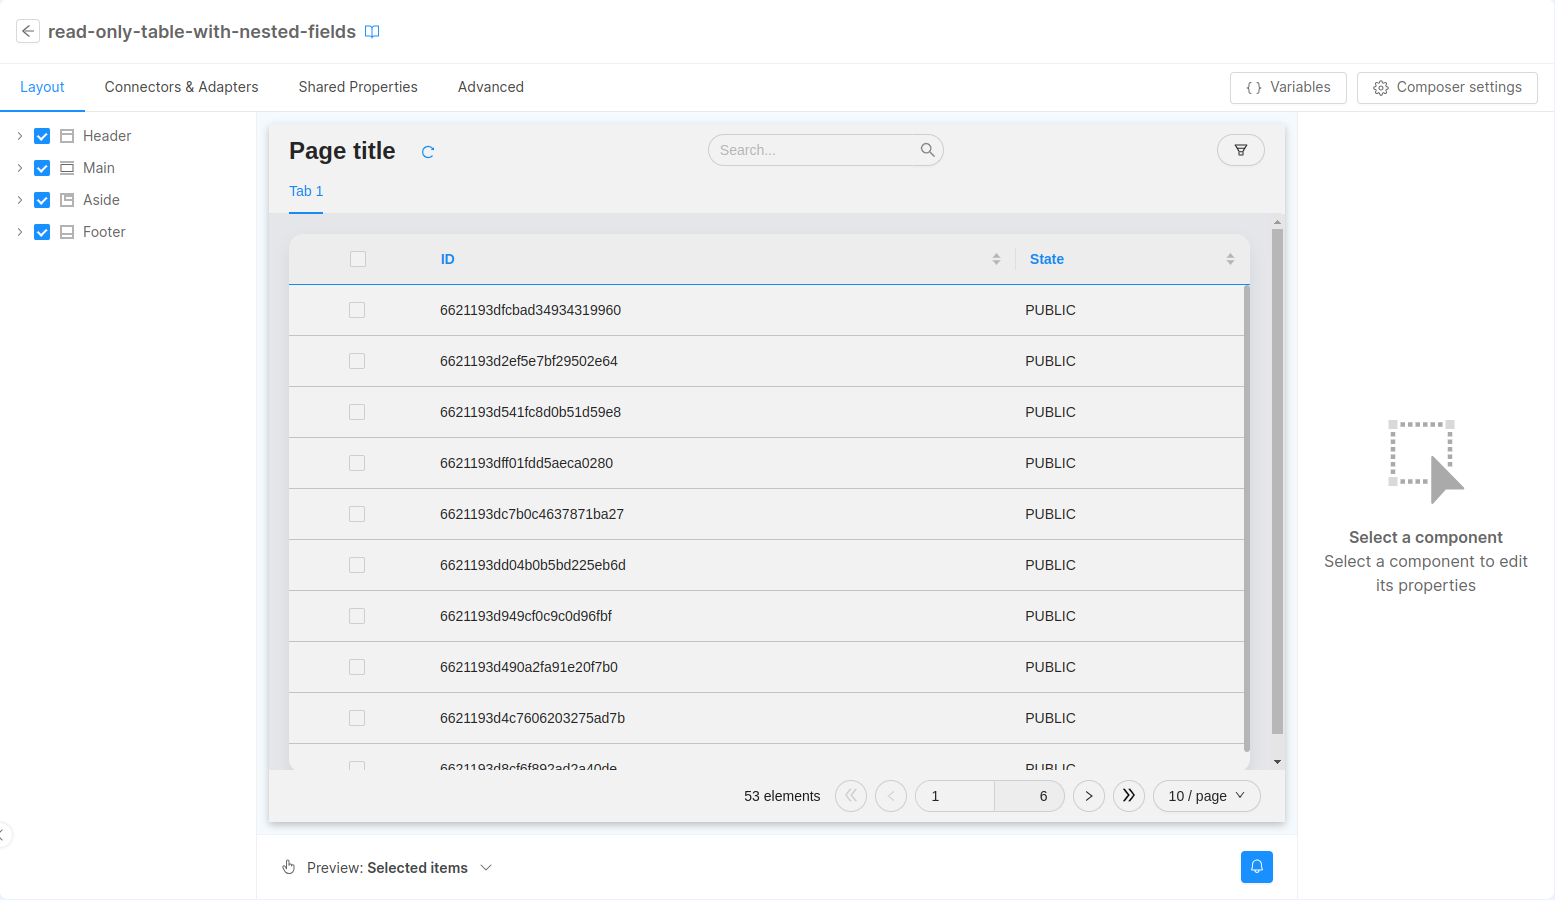 read-only-table-with-nested-fields
Layout Connectors & Adapters Shared Properties Advanced { } Variables Composer settings
Header
Main
Aside
Footer
Page title
Search...
Tab 1
ID State
6621193dfcbad34934319960 PUBLIC
6621193d2ef5e7bf29502e64 PUBLIC
6621193d541fc8d0b51d59e8 PUBLIC
6621193dff01fdd5aeca0280 PUBLIC
6621193dc7b0c4637871ba27 PUBLIC
6621193dd04b0b5bd225eb6d PUBLIC
6621193d949cf0c9c0d96fbf PUBLIC
6621193d490a2fa91e20f7b0 PUBLIC
6621193d4c7606203275ad7b PUBLIC
6621193d8cf6f892ad2a40de PUBLIC
53 elements 1 6 10 / page
Preview: Selected items
Select a component
Select a component to edit
its properties